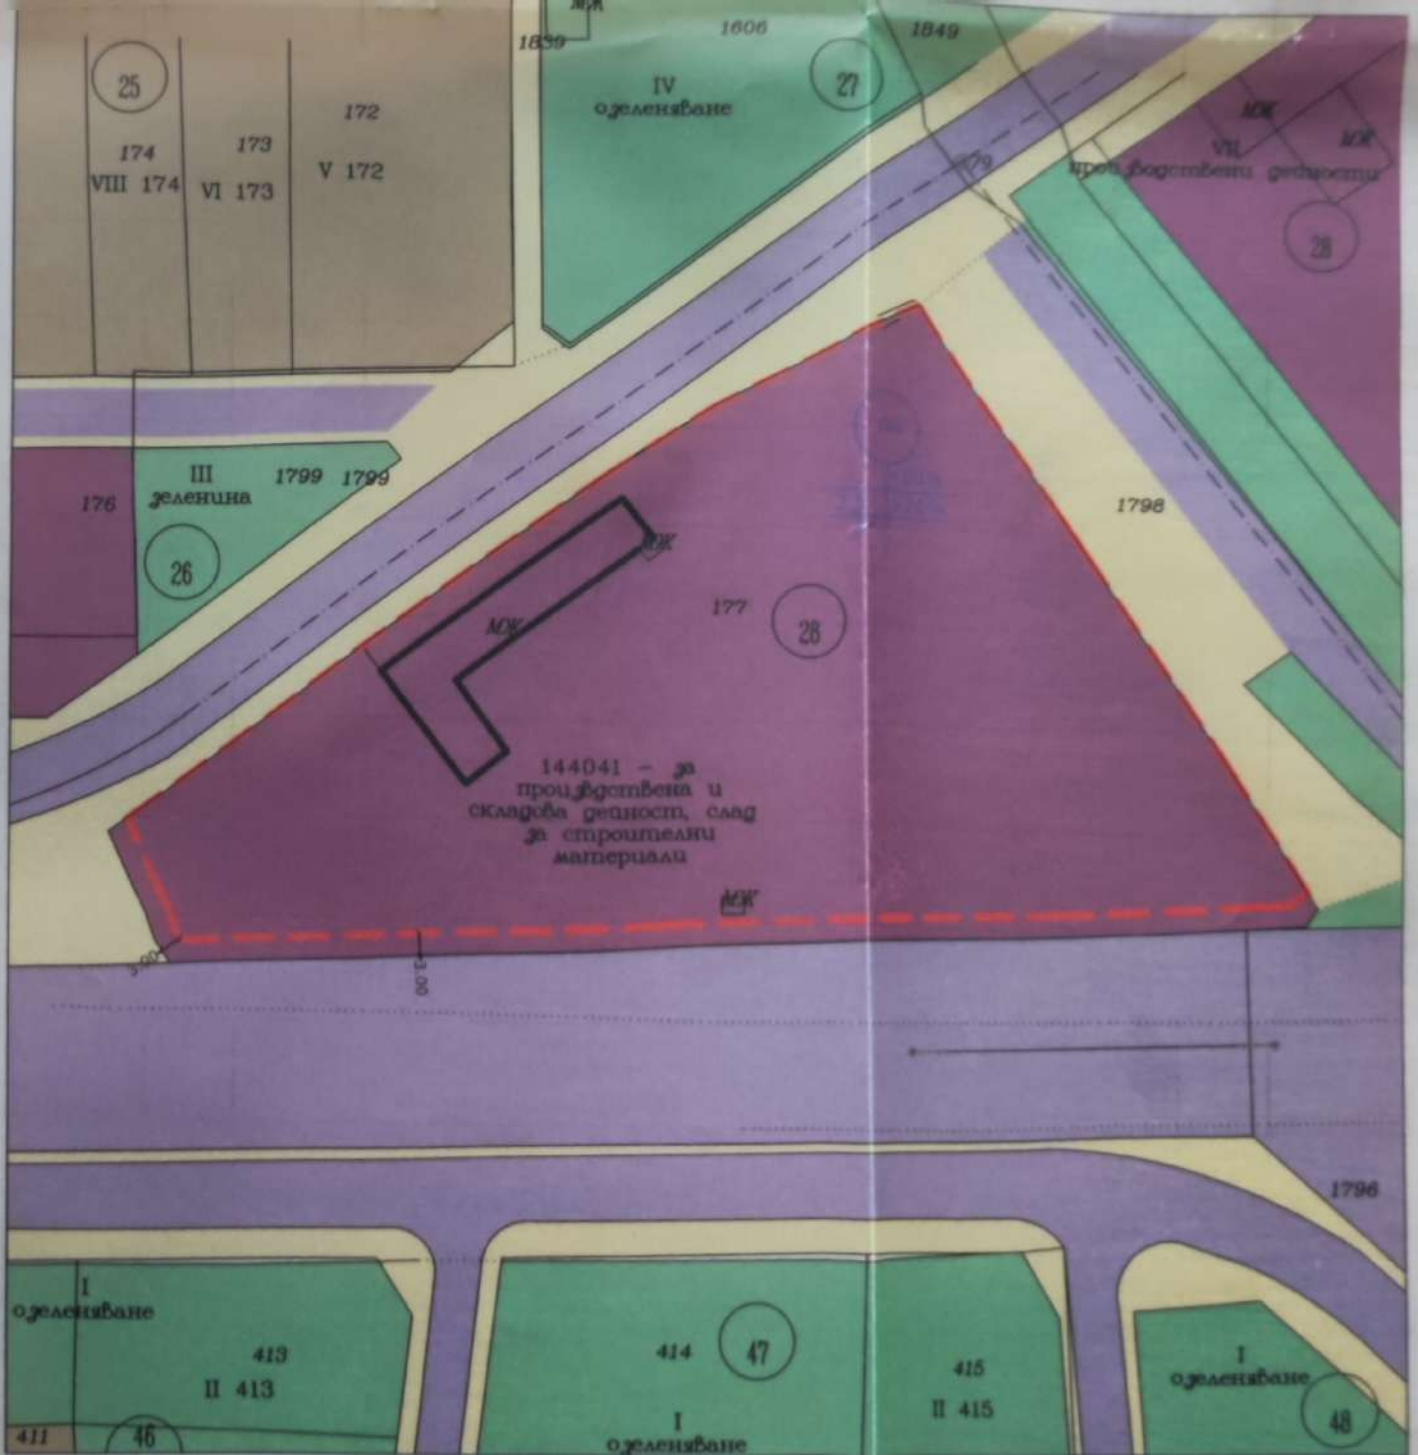 МЖ
1839
1606
1849
25
27
IV
озеленяване
172
174
173
VIII 174
VI 173
V 172
МЖ
МЖ
VII
производствени дейности
28
III
зеленина
1799
1799
176
26
1798
МЖ
177
28
МЖ
144041 - за
произвдствена и
складова дейност, слад
за строителни
материали
МЖ
3.00
3.00
1796
I
озеленяване
413
II 413
414
47
415
II 415
I
озеленяване
48
411
46
I
озеленяване